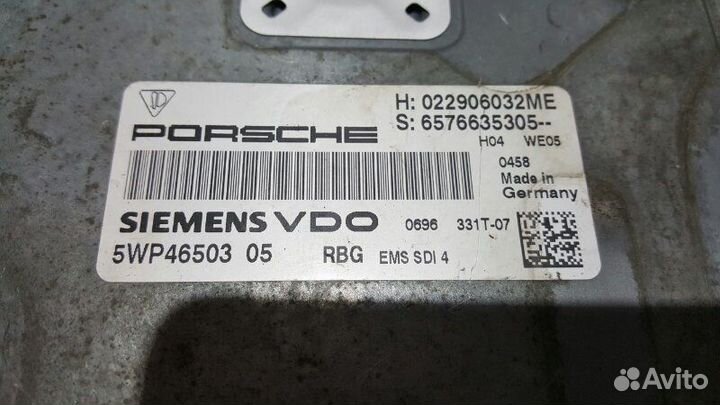 H: 022906032ME
PORSCHE S: 6576635305--
H04 WE05
0458
Made in
Germany
SIEMENS VDO 0696 331T-07
5WP46503 05 RBG EMS SDI 4
Avito